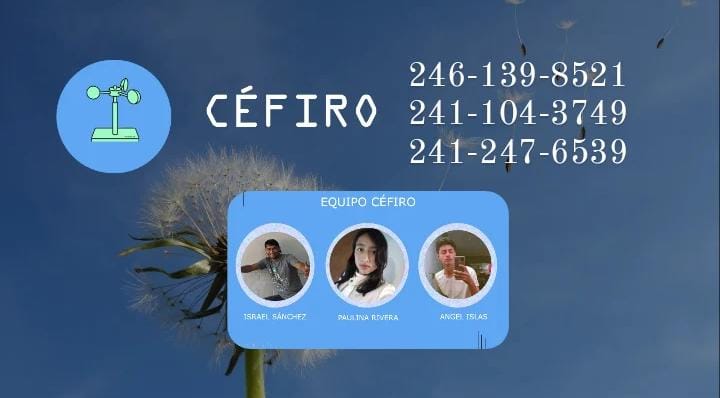 CÉFIRO
246-139-8521
241-104-3749
241-247-6539
EQUIPO CÉFIRO
ISRAEL SÁNCHEZ
PAULINA RIVERA
ANGEL ISLAS